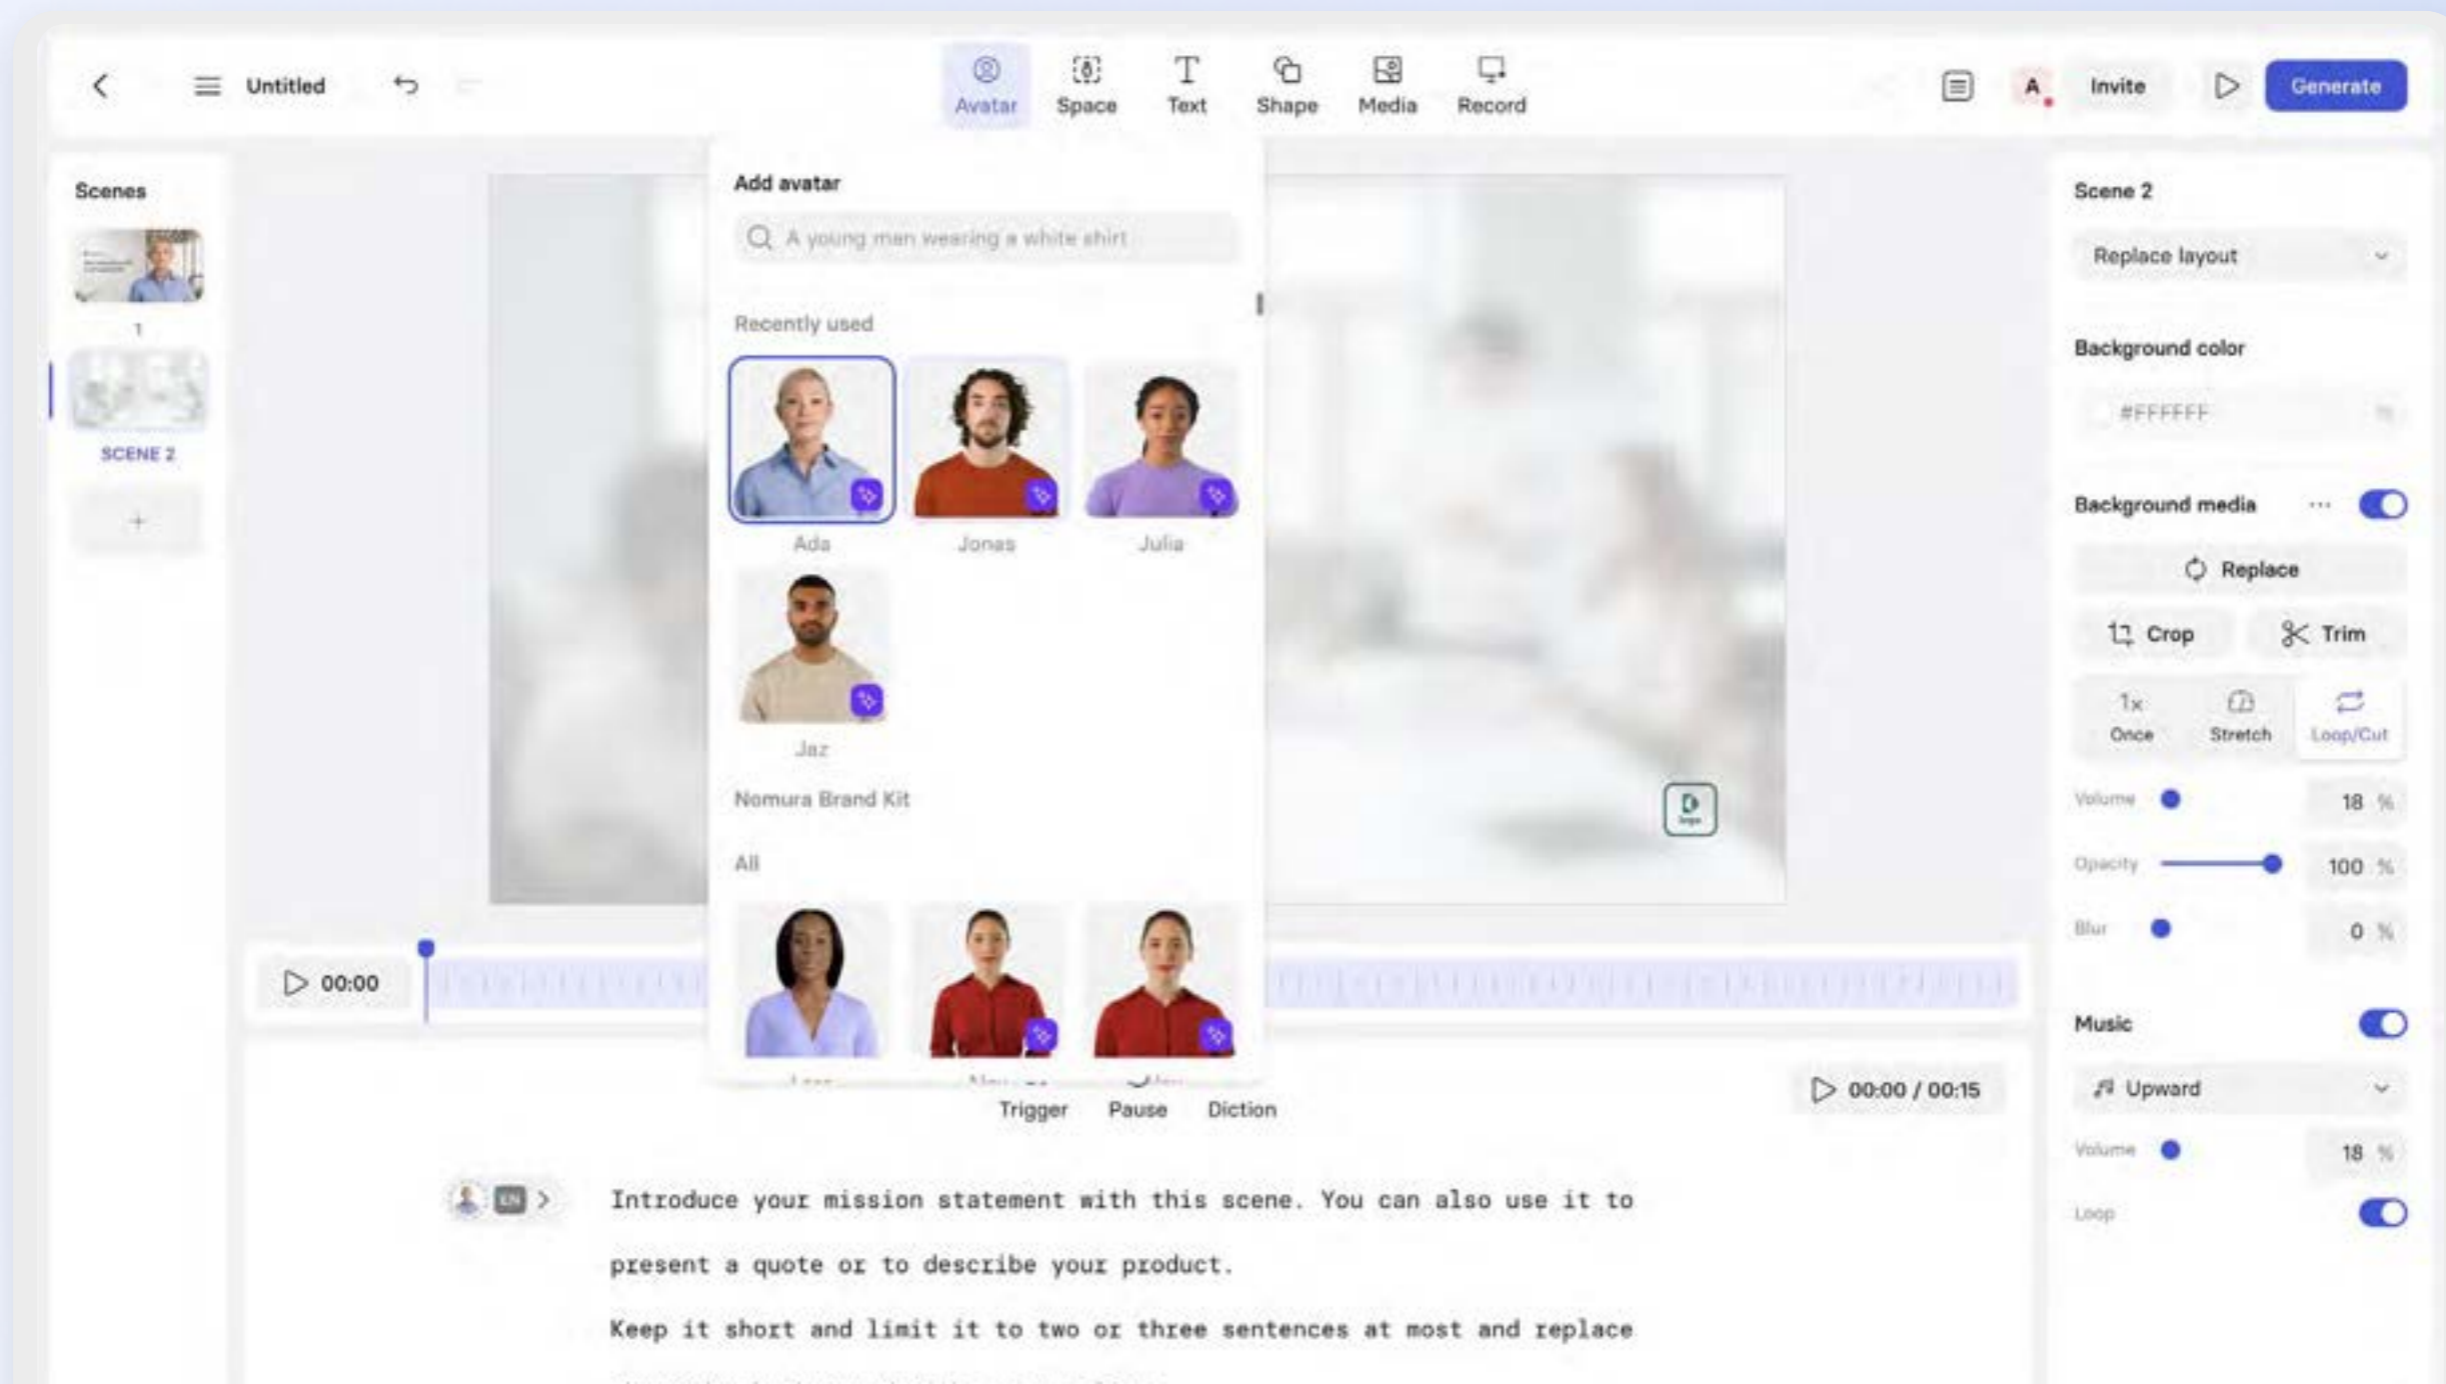 Untitled
Avatar
Space
Text
Shape
Media
Record
A
Invite
Generate
Scenes
1
SCENE 2
+
Add avatar
A young man wearing a white shirt
Recently used
Ada
Jonas
Julia
Jaz
Nomura Brand Kit
All
logo
00:00
Trigger
Pause
Diction
00:00 / 00:15
EN
Introduce your mission statement with this scene. You can also use it to
present a quote or to describe your product.
Keep it short and limit it to two or three sentences at most and replace
Scene 2
Replace layout
Background color
#FFFFFF
%
Background media
Replace
Crop
Trim
1x
Once
Stretch
Loop/Cut
Volume
18 %
Opacity
100 %
Blur
0 %
Music
Upward
Volume
18 %
Loop